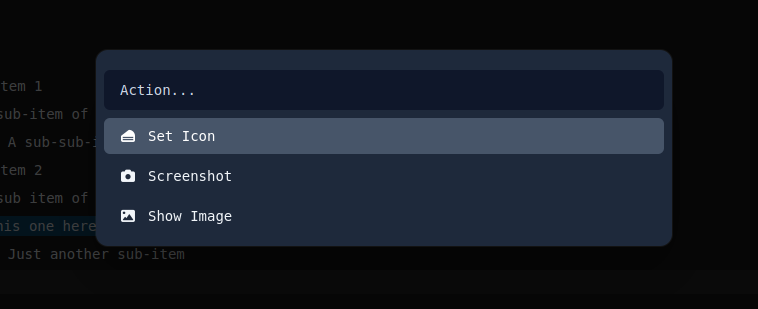 tem 1
Action...
sub-item of
Set Icon
A sub-sub-i
tem 2
Screenshot
sub item of
his one here
Show Image
Just another sub-item